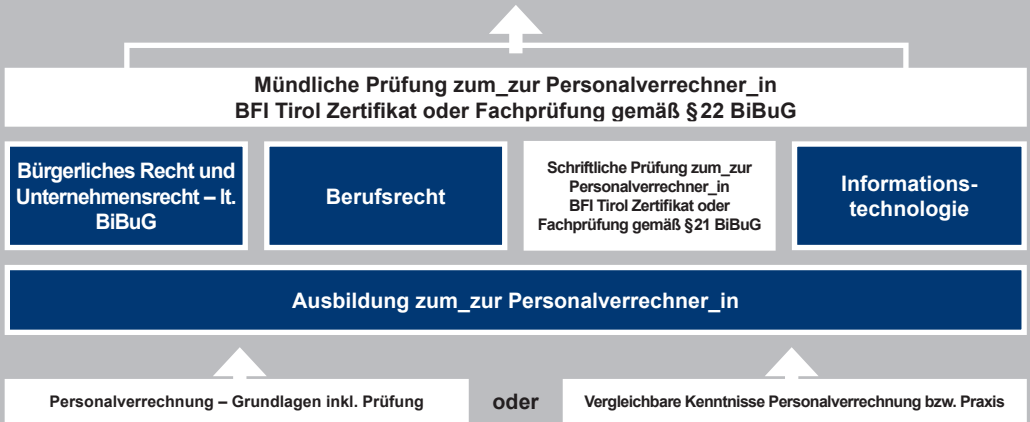 Mündliche Prüfung zum_zur Personalverrechner_in
BFI Tirol Zertifikat oder Fachprüfung gemäß §22 BiBuG
Bürgerliches Recht und
Unternehmensrecht – lt.
BiBuG
Berufsrecht
Schriftliche Prüfung zum_zur
Personalverrechner_in
BFI Tirol Zertifikat oder
Fachprüfung gemäß §21 BiBuG
Informations-
technologie
Ausbildung zum_zur Personalverrechner_in
Personalverrechnung – Grundlagen inkl. Prüfung
oder
Vergleichbare Kenntnisse Personalverrechnung bzw. Praxis